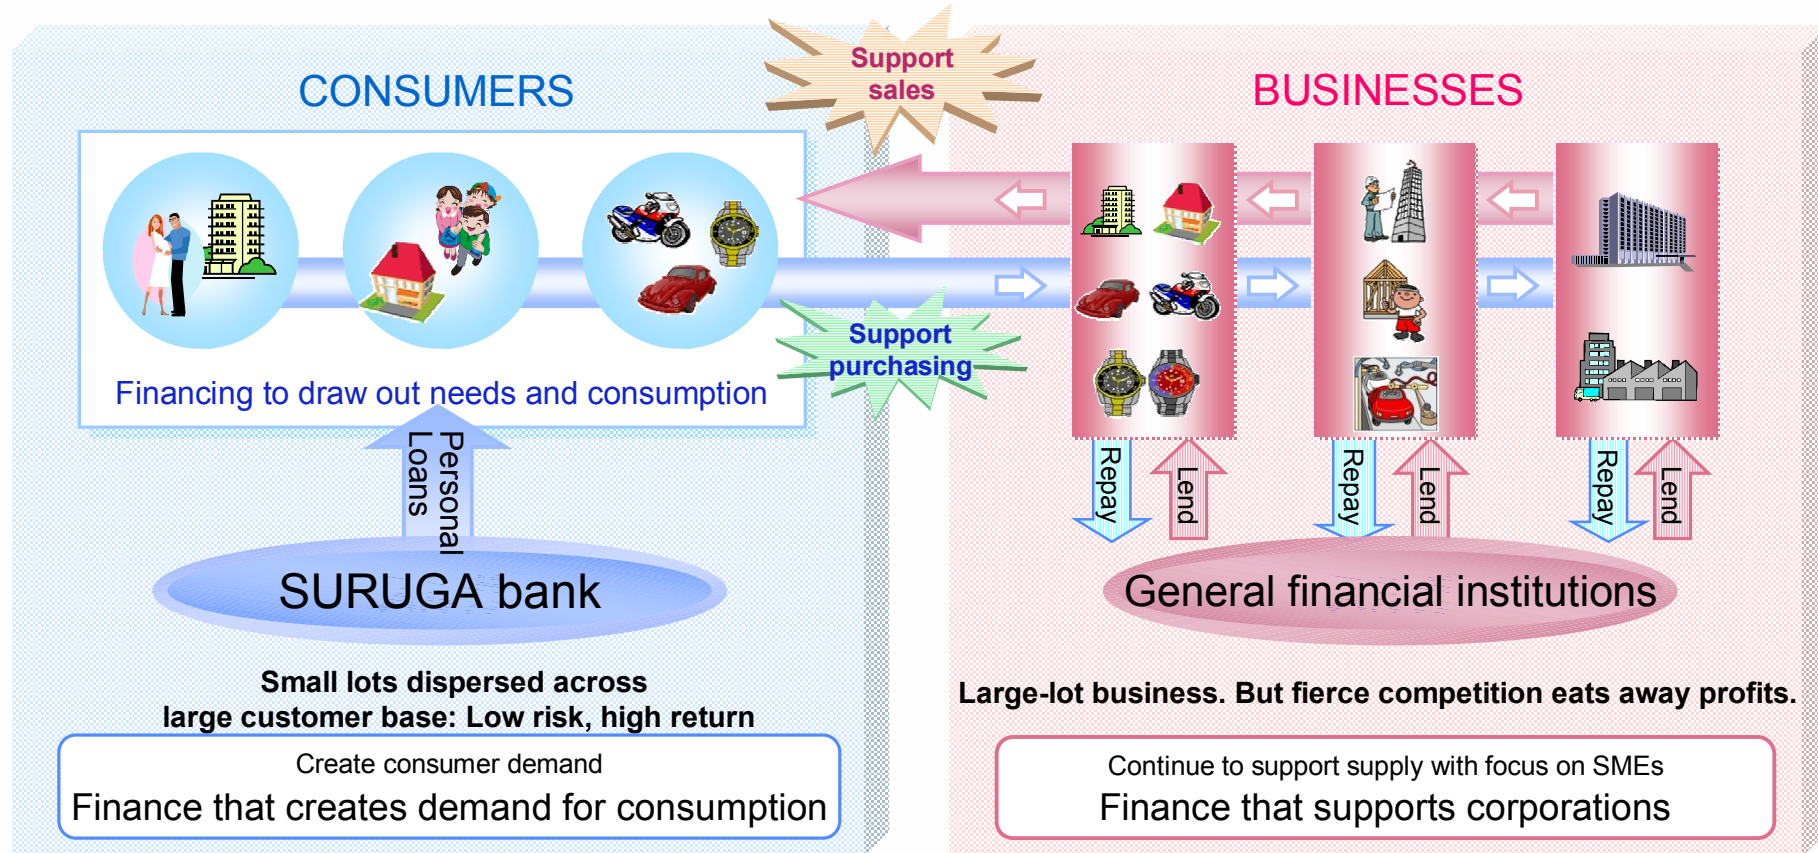 Support
sales
CONSUMERS
BUSINESSES
Support
purchasing
Financing to draw out needs and consumption
Personal
Loans
Repay
Lend
Repay
Lend
Repay
Lend
SURUGA bank
General financial institutions
Small lots dispersed across
large customer base: Low risk, high return
Large-lot business. But fierce competition eats away profits.
Create consumer demand
Finance that creates demand for consumption
Continue to support supply with focus on SMEs
Finance that supports corporations